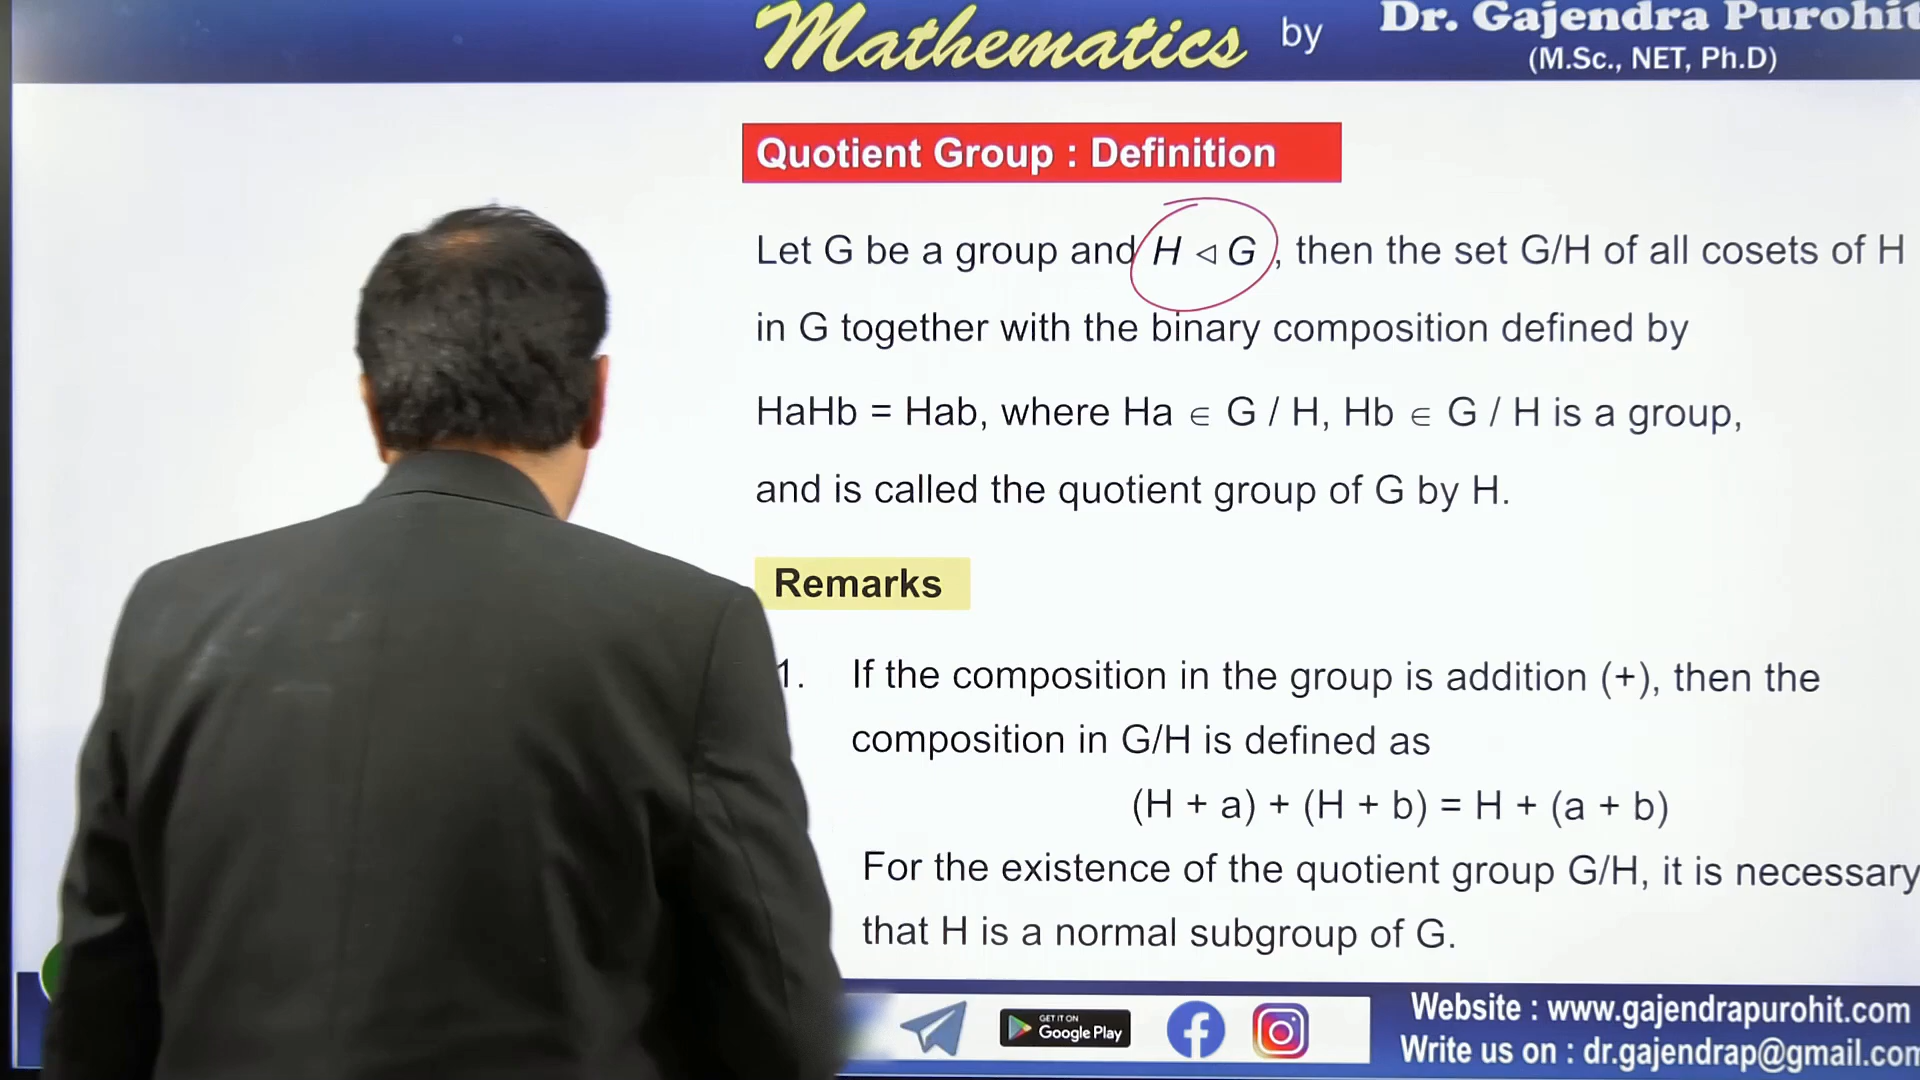 Mathematics by Dr. Gajendra Purohit
(M.Sc., NET, Ph.D)
Quotient Group : Definition
Let G be a group and H ◁ G , then the set G/H of all cosets of H
in G together with the binary composition defined by
HaHb = Hab, where Ha ∈ G / H, Hb ∈ G / H is a group,
and is called the quotient group of G by H.
Remarks
1. If the composition in the group is addition (+), then the
composition in G/H is defined as
(H + a) + (H + b) = H + (a + b)
For the existence of the quotient group G/H, it is necessary
that H is a normal subgroup of G.
GET IT ON
Google Play
Website : www.gajendrapurohit.com
Write us on : dr.gajendrap@gmail.com